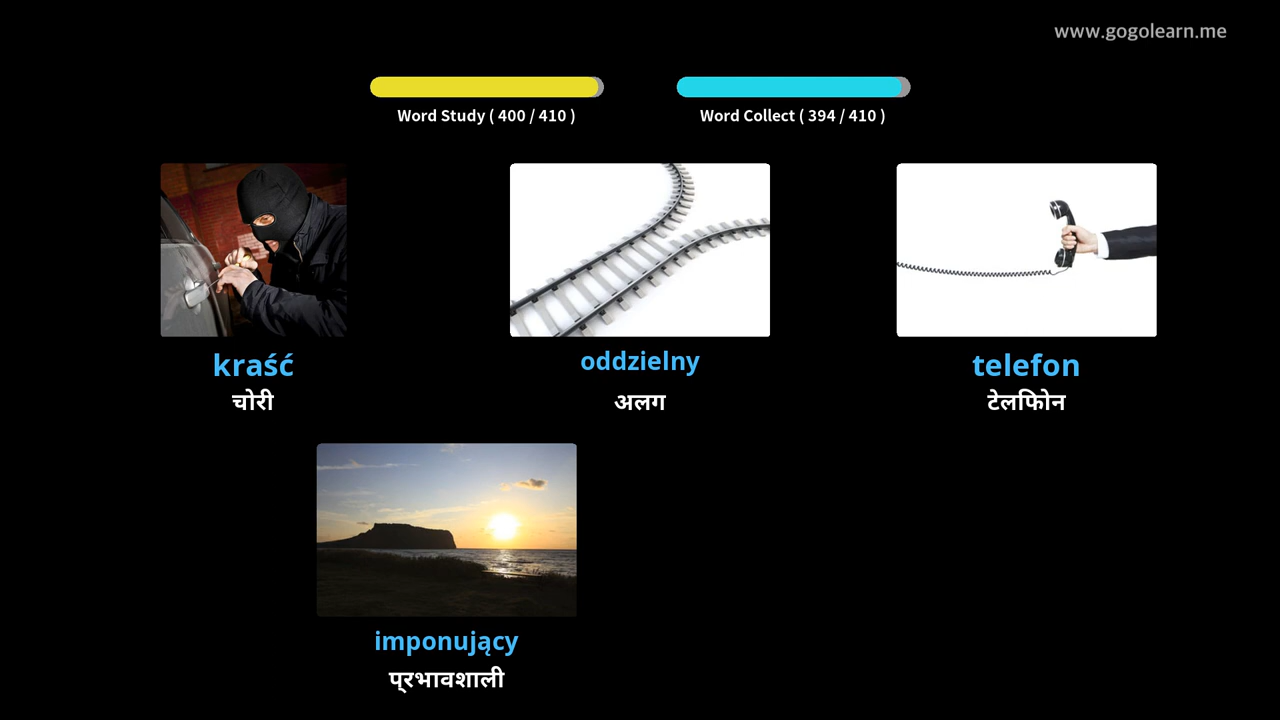 www.gogolearn.me
Word Study ( 400 / 410 )
Word Collect ( 394 / 410 )
kraść
चोरी
oddzielny
अलग
telefon
टेलफिोन
imponujący
प्रभावशाली